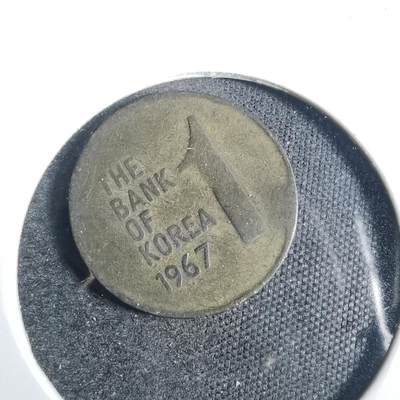 THE
BANK
OF
KOREA
1967
1